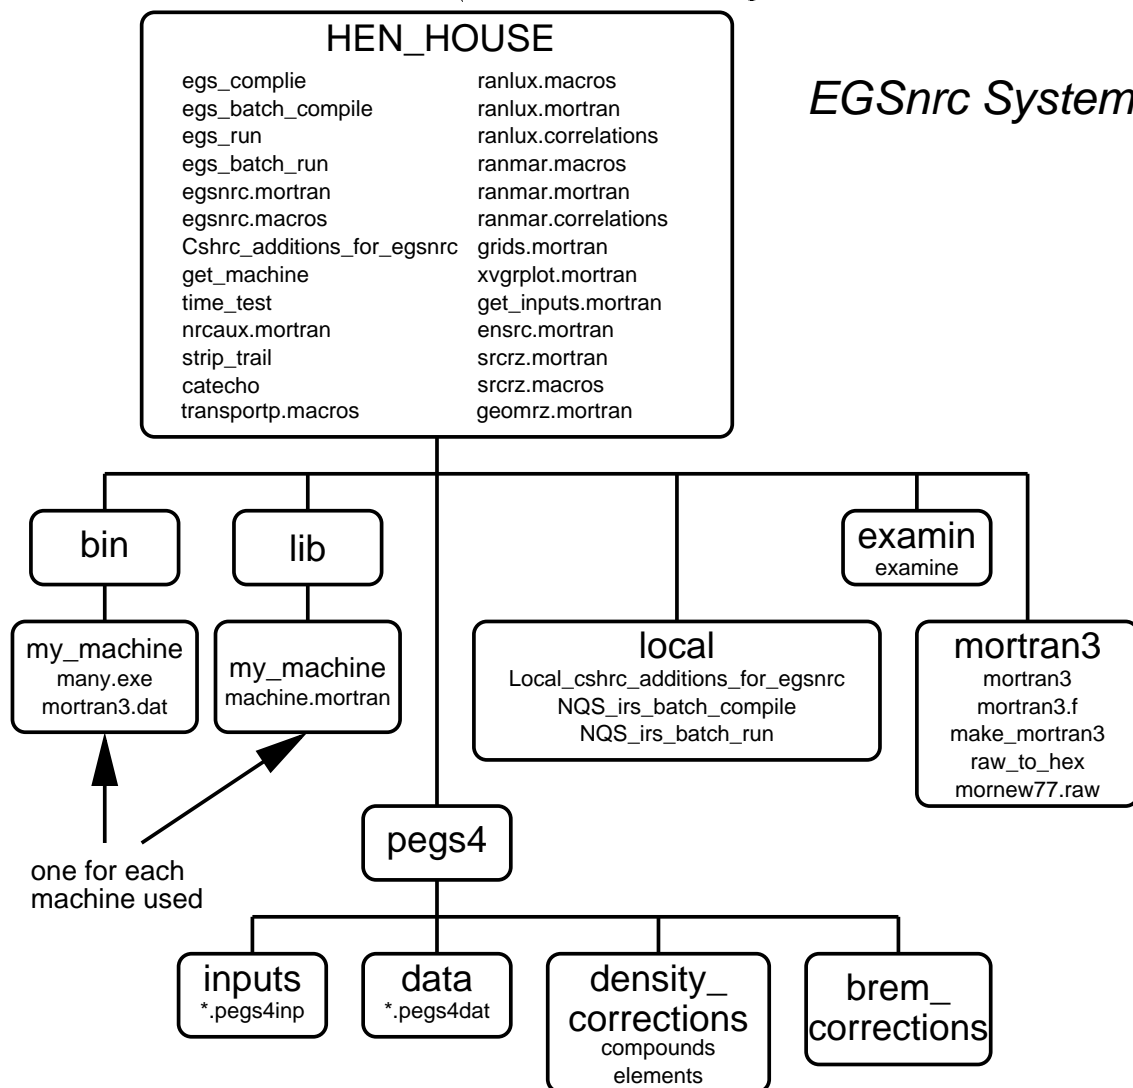 HEN_HOUSE
egs_complie
egs_batch_compile
egs_run
egs_batch_run
egsnrc.mortran
egsnrc.macros
Cshrc_additions_for_egsnrc
get_machine
time_test
nrcaux.mortran
strip_trail
catecho
transportp.macros
ranlux.macros
ranlux.mortran
ranlux.correlations
ranmar.macros
ranmar.mortran
ranmar.correlations
grids.mortran
xvgrplot.mortran
get_inputs.mortran
ensrc.mortran
srcrz.mortran
srcrz.macros
geomrz.mortran
EGSnrc System
bin
lib
examin
examine
my_machine
many.exe
mortran3.dat
my_machine
machine.mortran
local
Local_cshrc_additions_for_egsnrc
NQS_irs_batch_compile
NQS_irs_batch_run
mortran3
mortran3
mortran3.f
make_mortran3
raw_to_hex
mornew77.raw
one for each
machine used
pegs4
inputs
*.pegs4inp
data
*.pegs4dat
density_
corrections
compounds
elements
brem_
corrections